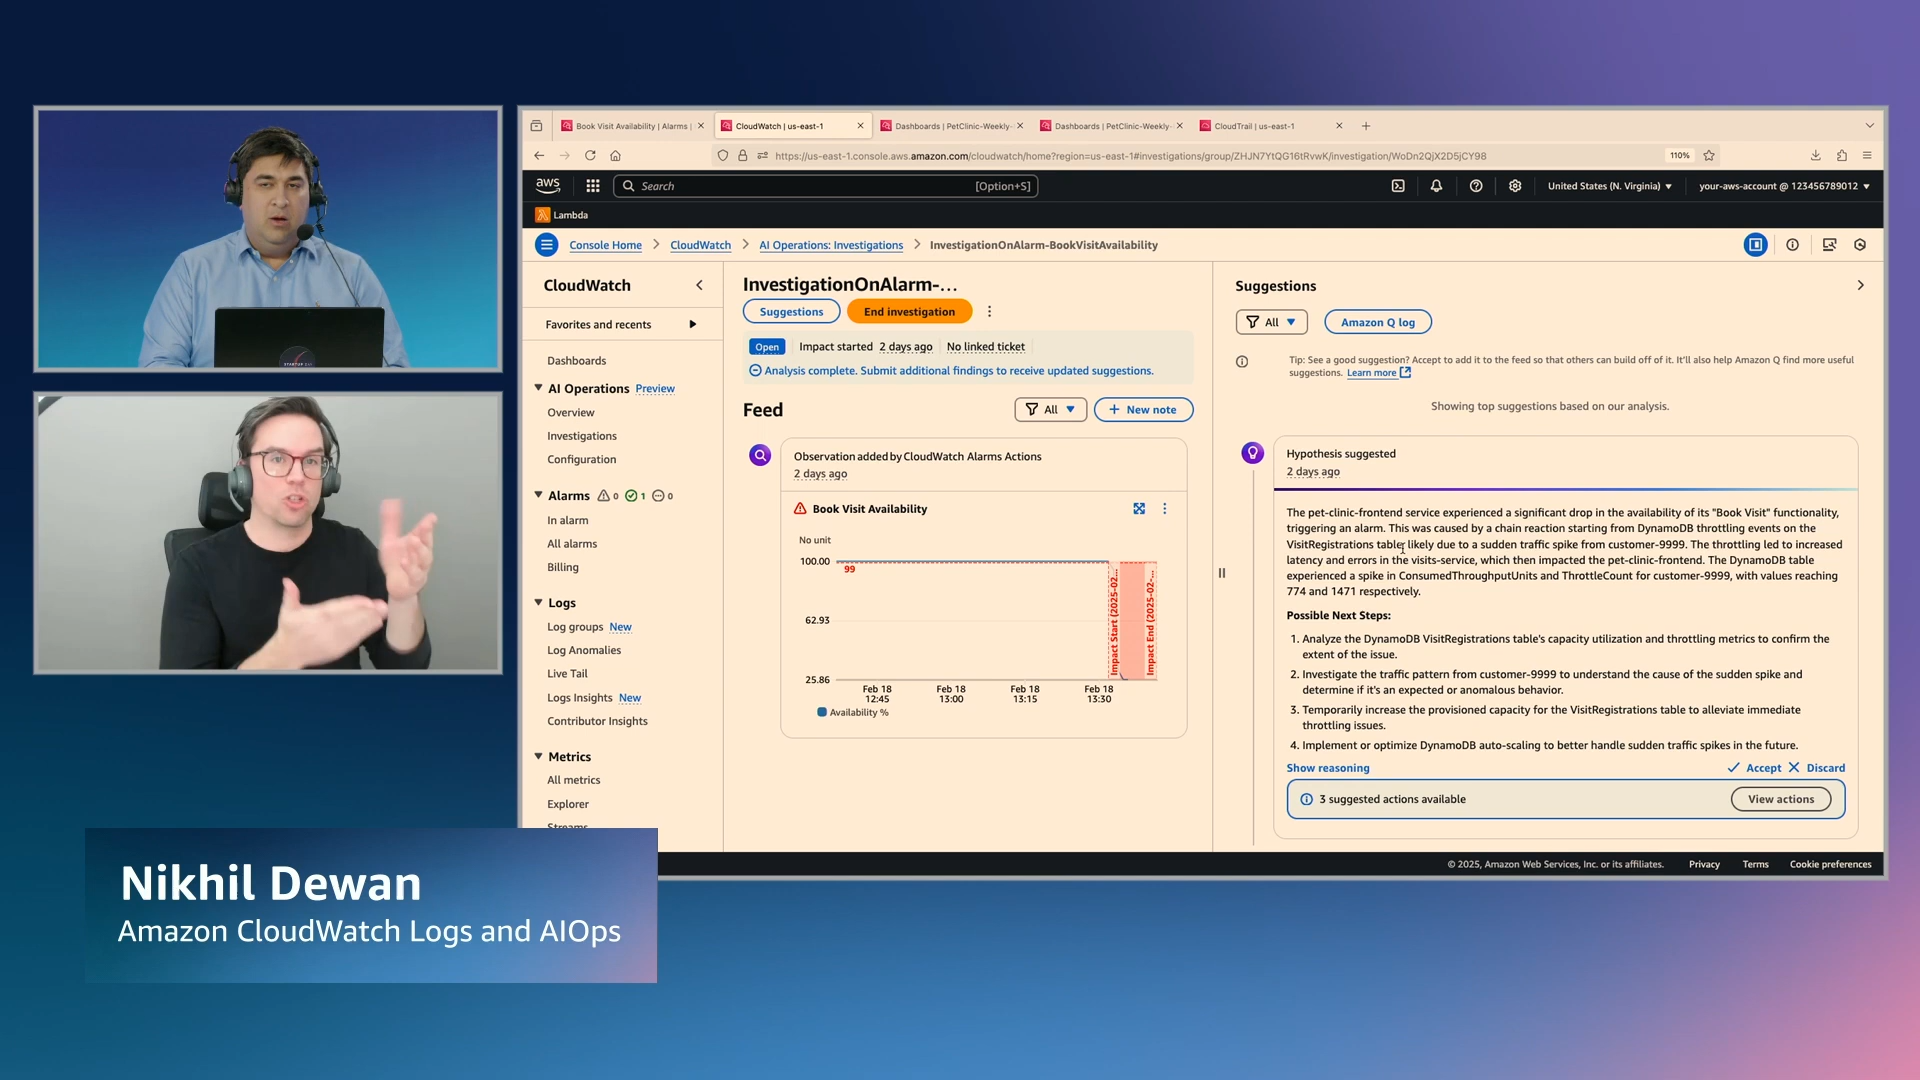 Book Visit Availability | Alarms |
CloudWatch | us-east-1
Dashboards | PetClinic-Weekly-
Dashboards | PetClinic-Weekly-
CloudTrail | us-east-1
https://us-east-1.console.aws.amazon.com/cloudwatch/home?region=us-east-1#investigations/group/ZHJN7YtQG16tRvwK/investigation/WoDn2QjX2D5jCY98
110%
aws
Search
[Option+S]
United States (N. Virginia)
your-aws-account @ 123456789012
Lambda
Console Home
CloudWatch
AI Operations: Investigations
InvestigationOnAlarm-BookVisitAvailability
CloudWatch
Favorites and recents
Dashboards
AI Operations Preview
Overview
Investigations
Configuration
Alarms 0 1 0
In alarm
All alarms
Billing
Logs
Log groups New
Log Anomalies
Live Tail
Logs Insights New
Contributor Insights
Metrics
All metrics
Explorer
Streams
InvestigationOnAlarm-...
Suggestions
End investigation
Open
Impact started 2 days ago
No linked ticket
Analysis complete. Submit additional findings to receive updated suggestions.
Feed
All
+ New note
Observation added by CloudWatch Alarms Actions
2 days ago
Book Visit Availability
No unit
100.00
99
62.93
25.86
Impact Start (2025-02...
Impact End (2025-02-...
Feb 18 12:45
Feb 18 13:00
Feb 18 13:15
Feb 18 13:30
Availability %
Suggestions
All
Amazon Q log
Tip: See a good suggestion? Accept to add it to the feed so that others can build off of it. It'll also help Amazon Q find more useful
suggestions. Learn more
Showing top suggestions based on our analysis.
Hypothesis suggested
2 days ago
The pet-clinic-frontend service experienced a significant drop in the availability of its "Book Visit" functionality,
triggering an alarm. This was caused by a chain reaction starting from DynamoDB throttling events on the
VisitRegistrations table, likely due to a sudden traffic spike from customer-9999. The throttling led to increased
latency and errors in the visits-service, which then impacted the pet-clinic-frontend. The DynamoDB table
experienced a spike in ConsumedThroughputUnits and ThrottleCount for customer-9999, with values reaching
774 and 1471 respectively.
Possible Next Steps:
1. Analyze the DynamoDB VisitRegistrations table's capacity utilization and throttling metrics to confirm the
extent of the issue.
2. Investigate the traffic pattern from customer-9999 to understand the cause of the sudden spike and
determine if it's an expected or anomalous behavior.
3. Temporarily increase the provisioned capacity for the VisitRegistrations table to alleviate immediate
throttling issues.
4. Implement or optimize DynamoDB auto-scaling to better handle sudden traffic spikes in the future.
Show reasoning
Accept
Discard
3 suggested actions available
View actions
© 2025, Amazon Web Services, Inc. or its affiliates.
Privacy
Terms
Cookie preferences
Nikhil Dewan
Amazon CloudWatch Logs and AIOps